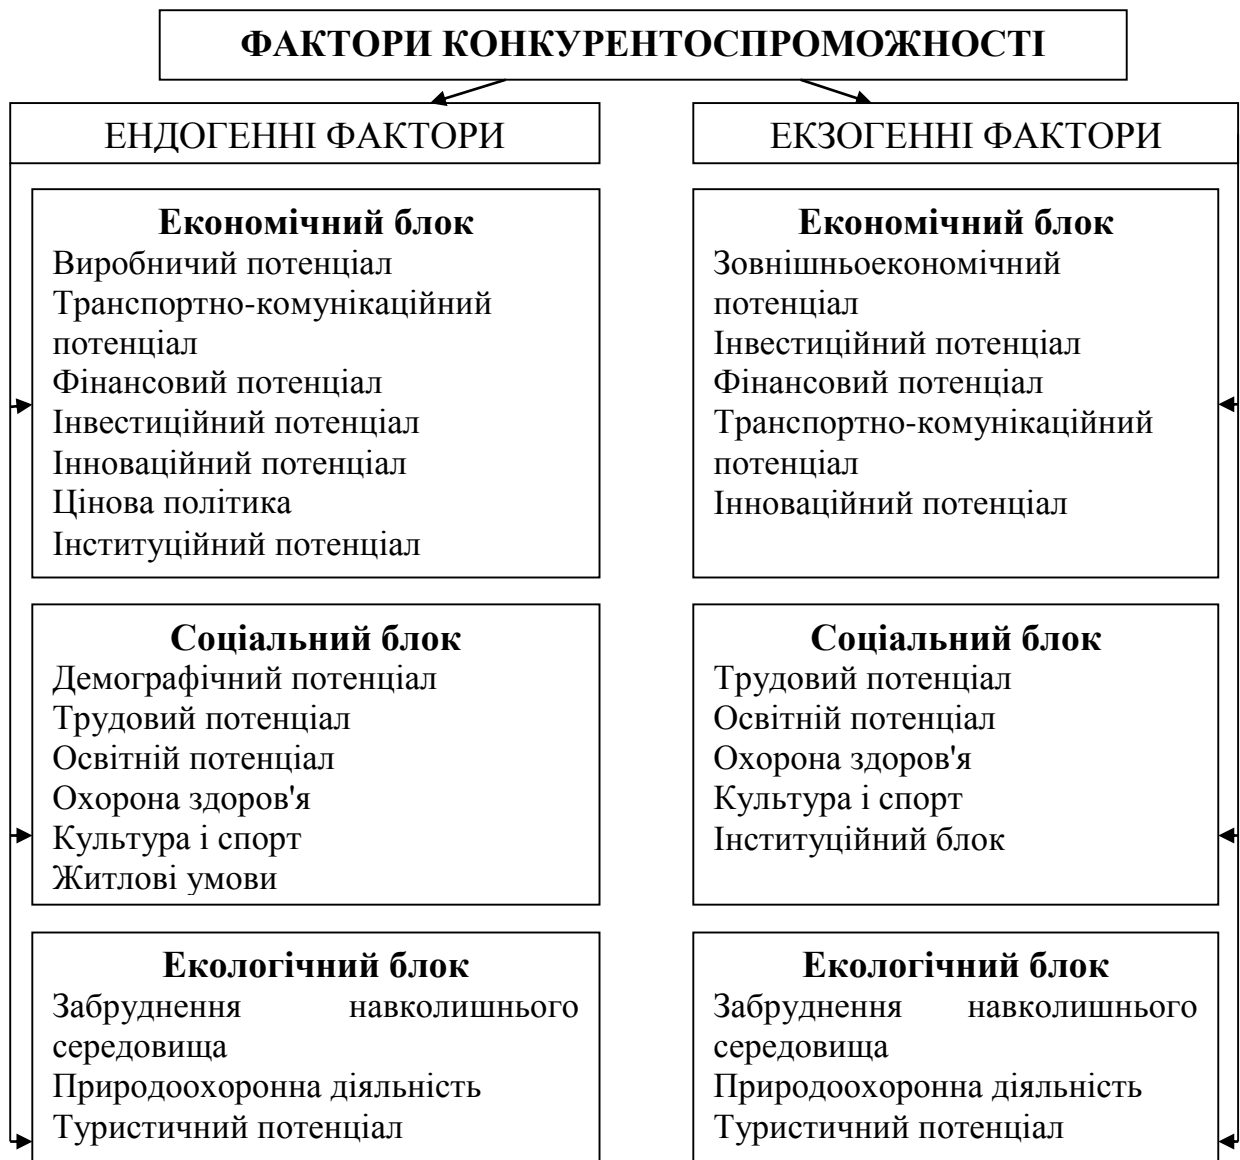 ФАКТОРИ КОНКУРЕНТОСПРОМОЖНОСТІ
ЕНДОГЕННІ ФАКТОРИ
Економічний блок
Виробничий потенціал
Транспортно-комунікаційний
потенціал
Фінансовий потенціал
Інвестиційний потенціал
Інноваційний потенціал
Цінова політика
Інституційний потенціал
Соціальний блок
Демографічний потенціал
Трудовий потенціал
Освітній потенціал
Охорона здоров'я
Культура і спорт
Житлові умови
Екологічний блок
Забруднення навколишнього
середовища
Природоохоронна діяльність
Туристичний потенціал
ЕКЗОГЕННІ ФАКТОРИ
Економічний блок
Зовнішньоекономічний
потенціал
Інвестиційний потенціал
Фінансовий потенціал
Транспортно-комунікаційний
потенціал
Інноваційний потенціал
Соціальний блок
Трудовий потенціал
Освітній потенціал
Охорона здоров'я
Культура і спорт
Інституційний блок
Екологічний блок
Забруднення навколишнього
середовища
Природоохоронна діяльність
Туристичний потенціал